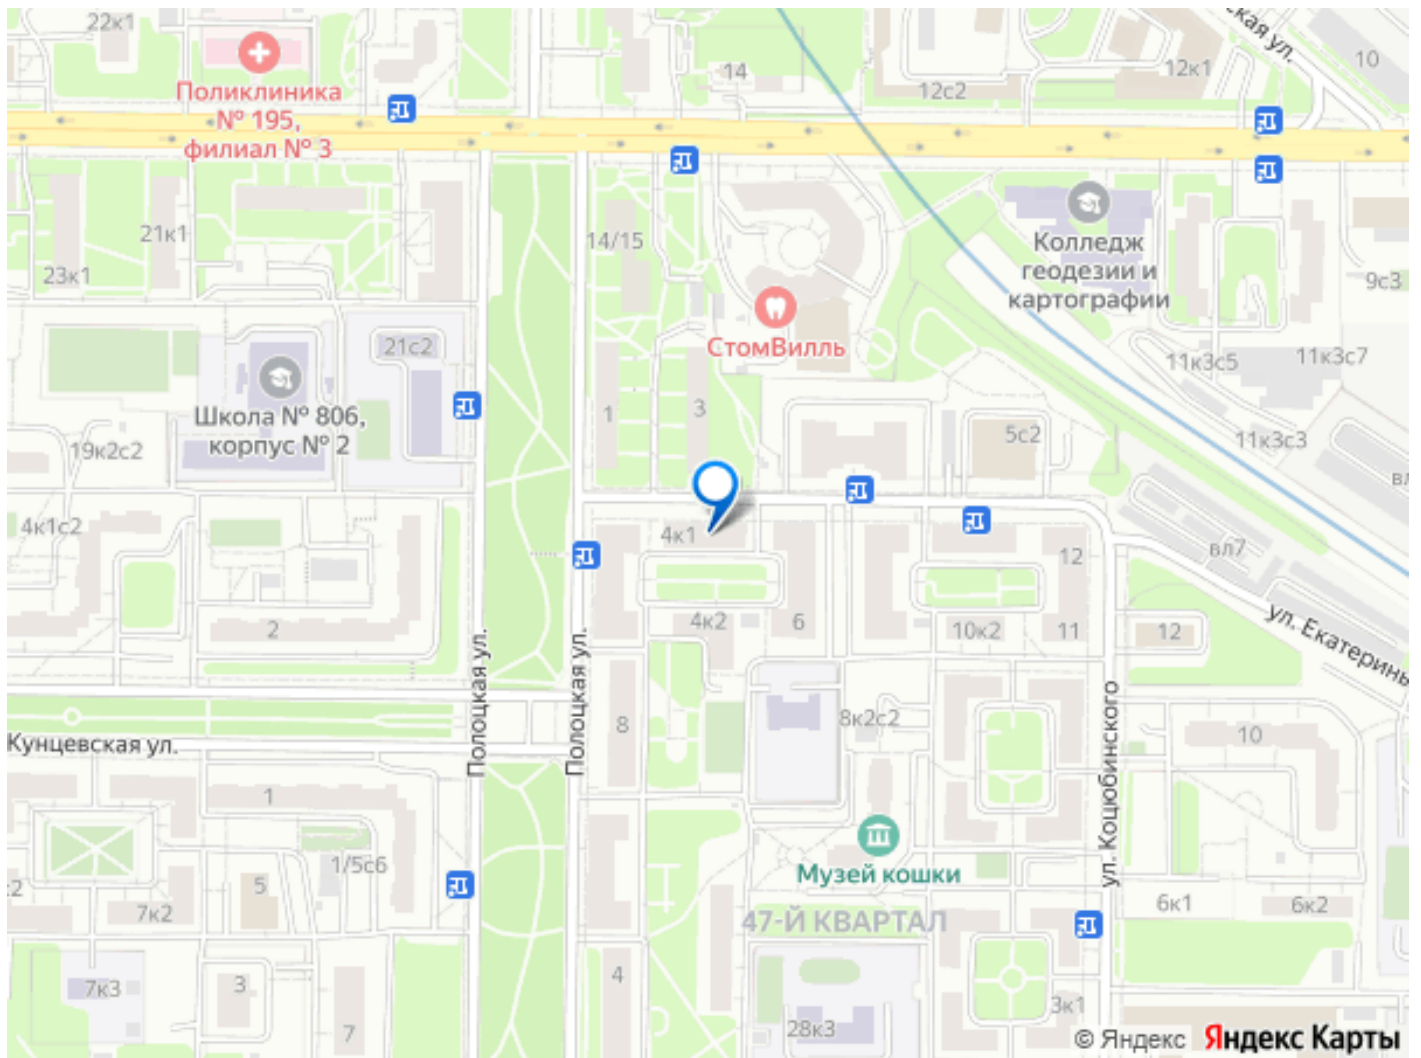 22к1
Поликлиника
№ 195,
филиал № 3
14
12с2
12к1
ская ул.
10
21к1
23к1
14/15
Колледж
геодезии и
картографии
9с3
СтомВилль
21с2
11к3с5
11к3с7
Школа № 806,
корпус № 2
1
3
5с2
11к3с3
19к2с2
4к1с2
4к1
12
вл7
2
4к2
6
10к2
11
12
ул. Екатерины
Полоцкая ул.
Полоцкая ул.
8
8к2с2
ул. Коцюбинского
10
Кунцевская ул.
1
1/5с6
Музей кошки
5
7к2
6к1
6к2
47-Й КВАРТАЛ
7к3
3
7
4
28к3
3к1
© Яндекс Яндекс Карты